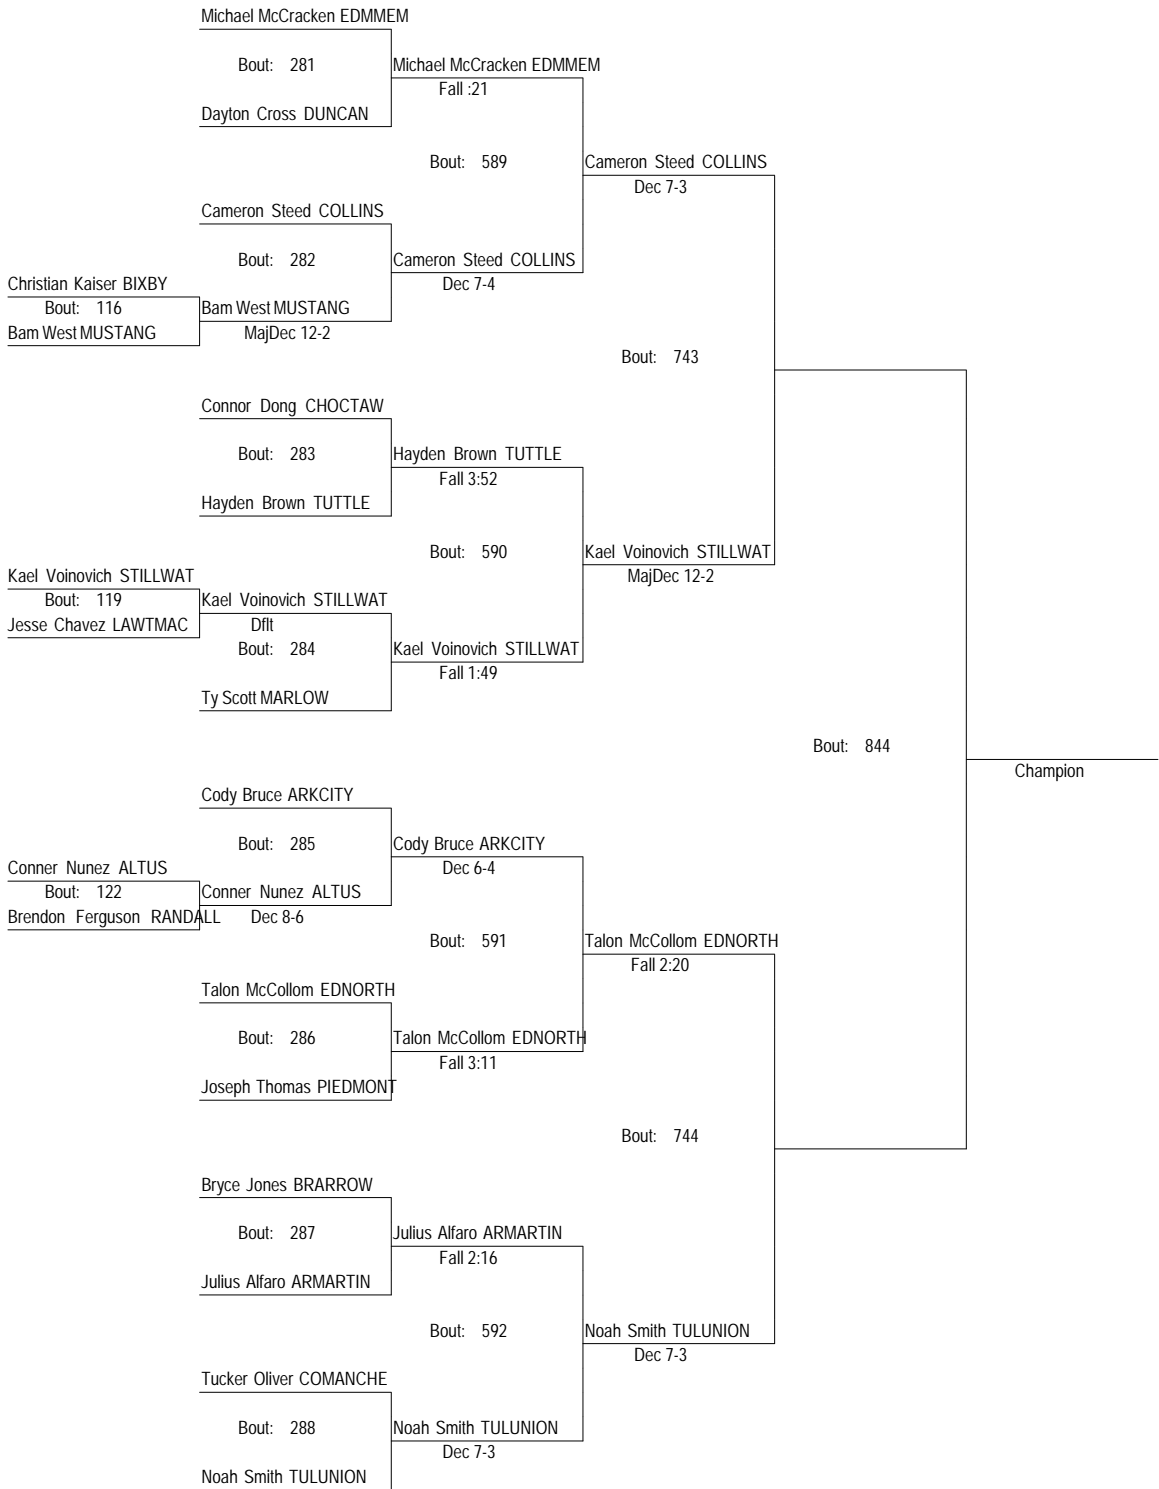 Michael McCracken EDMMEM
Bout: 281
Michael McCracken EDMMEM
Fall :21
Dayton Cross DUNCAN
Bout: 589
Cameron Steed COLLINS
Dec 7-3
Cameron Steed COLLINS
Bout: 282
Cameron Steed COLLINS
Dec 7-4
Christian Kaiser BIXBY
Bout: 116
Bam West MUSTANG
Bam West MUSTANG
MajDec 12-2
Bout: 743
Connor Dong CHOCTAW
Bout: 283
Hayden Brown TUTTLE
Fall 3:52
Hayden Brown TUTTLE
Bout: 590
Kael Voinovich STILLWAT
MajDec 12-2
Kael Voinovich STILLWAT
Bout: 119
Kael Voinovich STILLWAT
Jesse Chavez LAWTMAC
Dflt
Bout: 284
Kael Voinovich STILLWAT
Fall 1:49
Ty Scott MARLOW
Bout: 844
Champion
Cody Bruce ARKCITY
Bout: 285
Cody Bruce ARKCITY
Dec 6-4
Conner Nunez ALTUS
Bout: 122
Conner Nunez ALTUS
Brendon Ferguson RANDALL
Dec 8-6
Bout: 591
Talon McCollom EDNORTH
Fall 2:20
Talon McCollom EDNORTH
Bout: 286
Talon McCollom EDNORTH
Fall 3:11
Joseph Thomas PIEDMONT
Bout: 744
Bryce Jones BRARROW
Bout: 287
Julius Alfaro ARMARTIN
Fall 2:16
Julius Alfaro ARMARTIN
Bout: 592
Noah Smith TULUNION
Dec 7-3
Tucker Oliver COMANCHE
Bout: 288
Noah Smith TULUNION
Dec 7-3
Noah Smith TULUNION